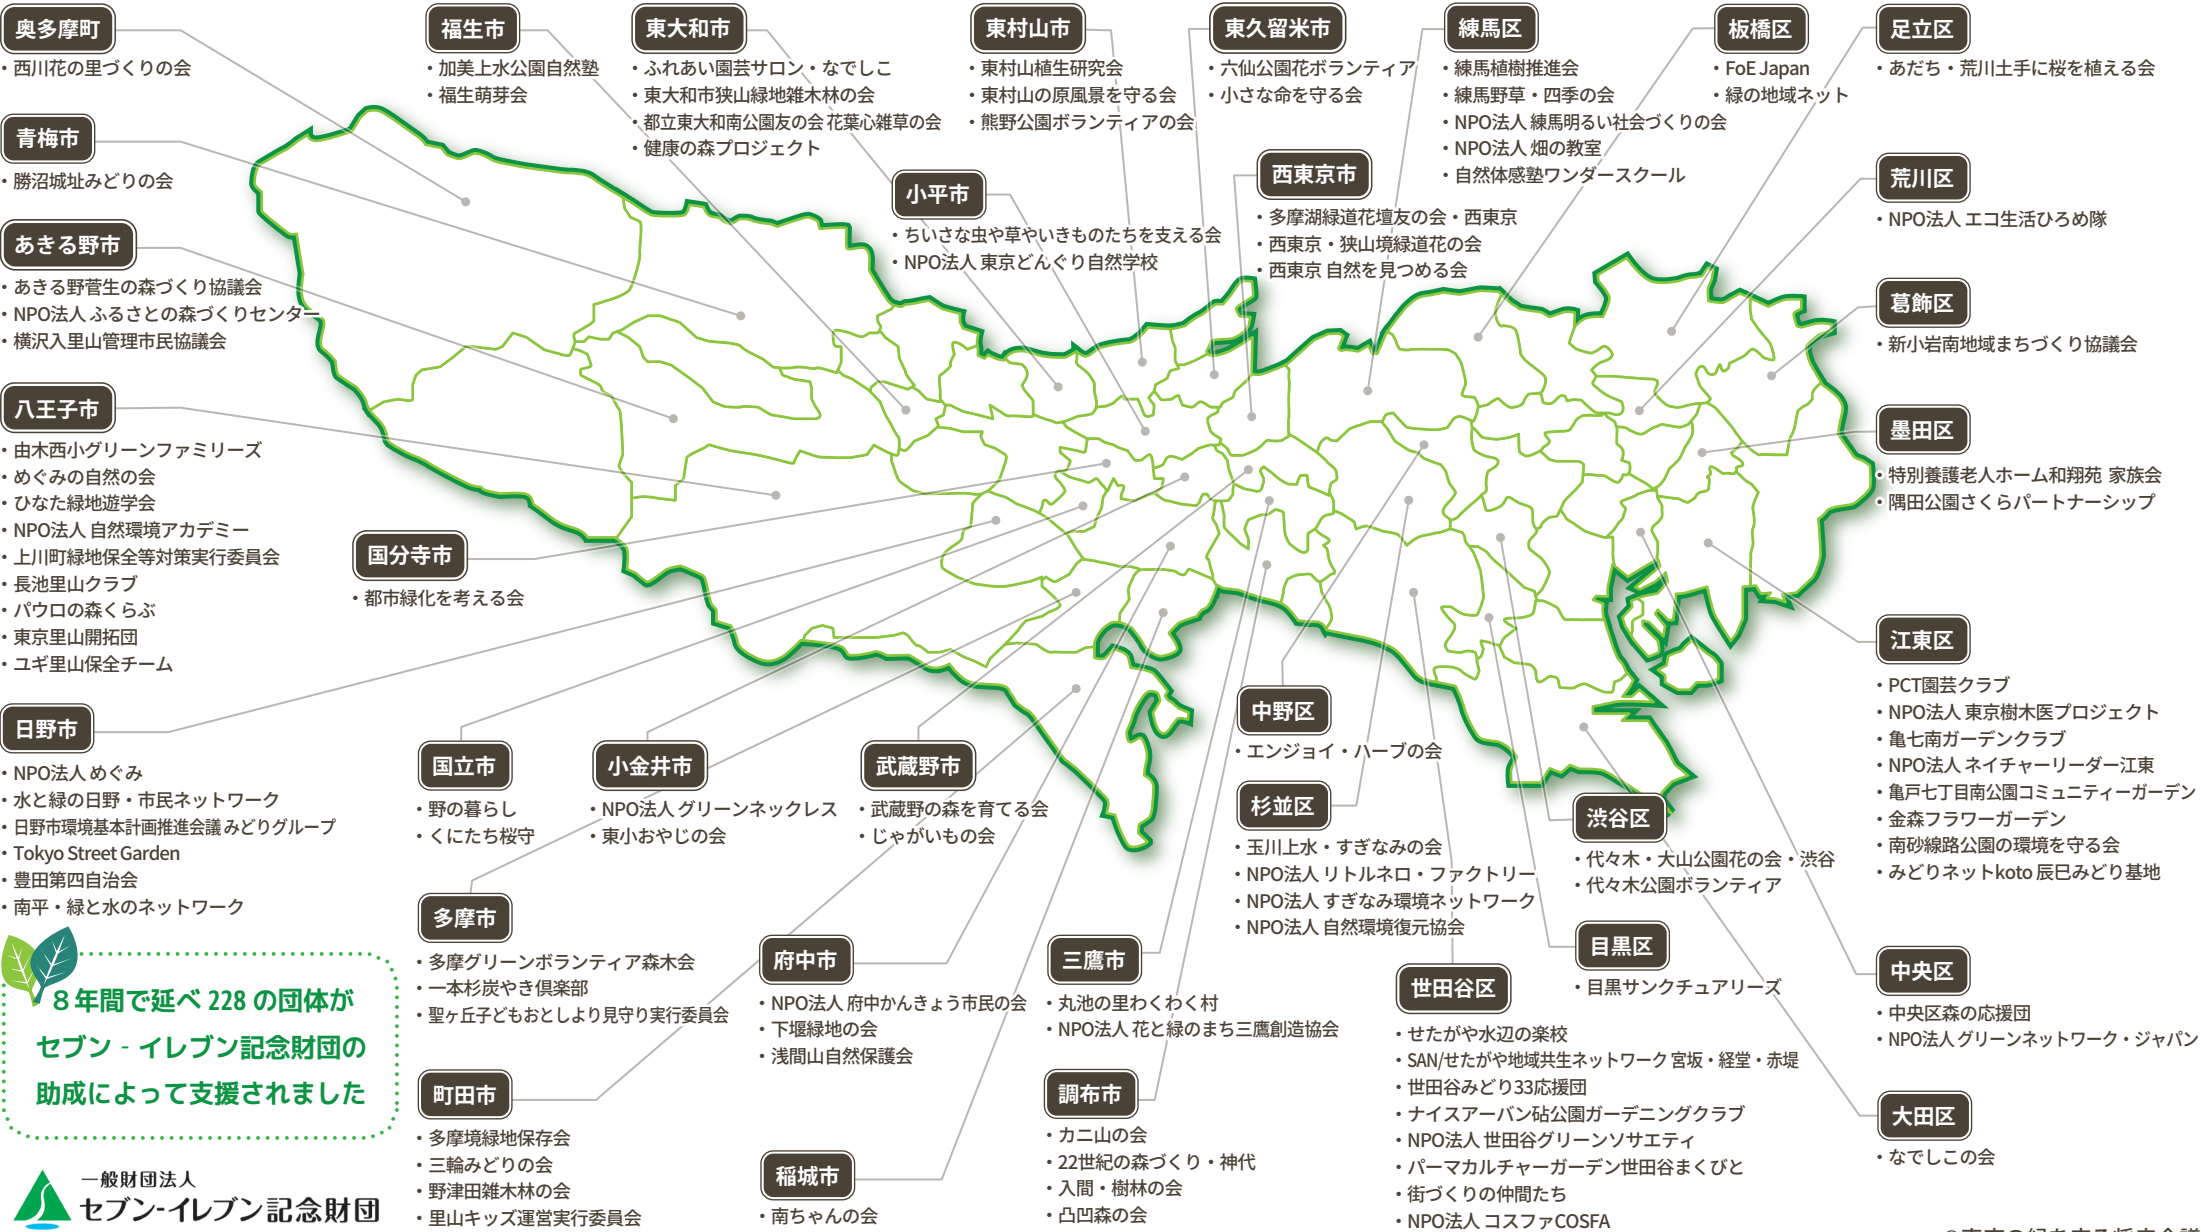 奥多摩町
・西川花の里づくりの会
青梅市
・勝沼城址みどりの会
あきる野市
・あきる野菅生の森づくり協議会
・NPO法人 ふるさとの森づくりセンター
・横沢入里山管理市民協議会
八王子市
・由木西小グリーンファミリーズ
・めぐみの自然の会
・ひなた緑地遊学会
・NPO法人 自然環境アカデミー
・上川町緑地保全等対策実行委員会
・長池里山クラブ
・パウロの森くらぶ
・東京里山開拓団
・ユギ里山保全チーム
日野市
・NPO法人 めぐみ
・水と緑の日野・市民ネットワーク
・日野市環境基本計画推進会議 みどりグループ
・Tokyo Street Garden
・豊田第四自治会
・南平・緑と水のネットワーク
福生市
・加美上水公園自然塾
・福生萌芽会
東大和市
・ふれあい園芸サロン・なでしこ
・東大和市狭山緑地雑木林の会
・都立東大和南公園友の会 花葉心雑草の会
・健康の森プロジェクト
東村山市
・東村山植生研究会
・東村山の原風景を守る会
・熊野公園ボランティアの会
小平市
・ちいさな虫や草やいきものたちを支える会
・NPO法人 東京どんぐり自然学校
東久留米市
・六仙公園花ボランティア
・小さな命を守る会
西東京市
・多摩湖緑道花壇友の会・西東京
・西東京・狭山境緑道花の会
・西東京 自然を見つめる会
練馬区
・練馬植樹推進会
・練馬野草・四季の会
・NPO法人 練馬明るい社会づくりの会
・NPO法人 畑の教室
・自然体感塾ワンダースクール
板橋区
・FoE Japan
・緑の地域ネット
足立区
・あだち・荒川土手に桜を植える会
荒川区
・NPO法人 エコ生活ひろめ隊
葛飾区
・新小岩南地域まちづくり協議会
墨田区
・特別養護老人ホーム和翔苑 家族会
・隅田公園さくらパートナーシップ
江東区
・PCT園芸クラブ
・NPO法人 東京樹木医プロジェクト
・亀七南ガーデンクラブ
・NPO法人 ネイチャーリーダー江東
・亀戸七丁目南公園コミュニティーガーデン
・金森フラワーガーデン
・南砂線路公園の環境を守る会
・みどりネットkoto 辰巳みどり基地
国分寺市
・都市緑化を考える会
国立市
・野の暮らし
・くにたち桜守
小金井市
・NPO法人 グリーンネックレス
・東小おやじの会
武蔵野市
・武蔵野の森を育てる会
・じゃがいもの会
中野区
・エンジョイ・ハーブの会
杉並区
・玉川上水・すぎなみの会
・NPO法人 リトルネロ・ファクトリー
・NPO法人 すぎなみ環境ネットワーク
・NPO法人 自然環境復元協会
渋谷区
・代々木・大山公園花の会・渋谷
・代々木公園ボランティア
目黒区
・目黒サンクチュアリーズ
中央区
・中央区森の応援団
・NPO法人 グリーンネットワーク・ジャパン
大田区
・なでしこの会
多摩市
・多摩グリーンボランティア森木会
・一本杉炭やき倶楽部
・聖ヶ丘子どもおとしより見守り実行委員会
町田市
・多摩境緑地保存会
・三輪みどりの会
・野津田雑木林の会
・里山キッズ運営実行委員会
府中市
・NPO法人 府中かんきょう市民の会
・下堰緑地の会
・浅間山自然保護会
稲城市
・南ちゃんの会
三鷹市
・丸池の里わくわく村
・NPO法人 花と緑のまち三鷹創造協会
調布市
・カニ山の会
・22世紀の森づくり・神代
・入間・樹林の会
・凸凹森の会
世田谷区
・せたがや水辺の楽校
・SAN/せたがや地域共生ネットワーク 宮坂・経堂・赤堤
・世田谷みどり33応援団
・ナイスアーバン砧公園ガーデニングクラブ
・NPO法人 世田谷グリーンソサエティ
・パーマカルチャーガーデン世田谷まくびと
・街づくりの仲間たち
・NPO法人 コスファCOSFA
８年間で延べ 228 の団体が
セブン‐イレブン記念財団の
助成によって支援されました
一般財団法人
セブン-イレブン記念財団